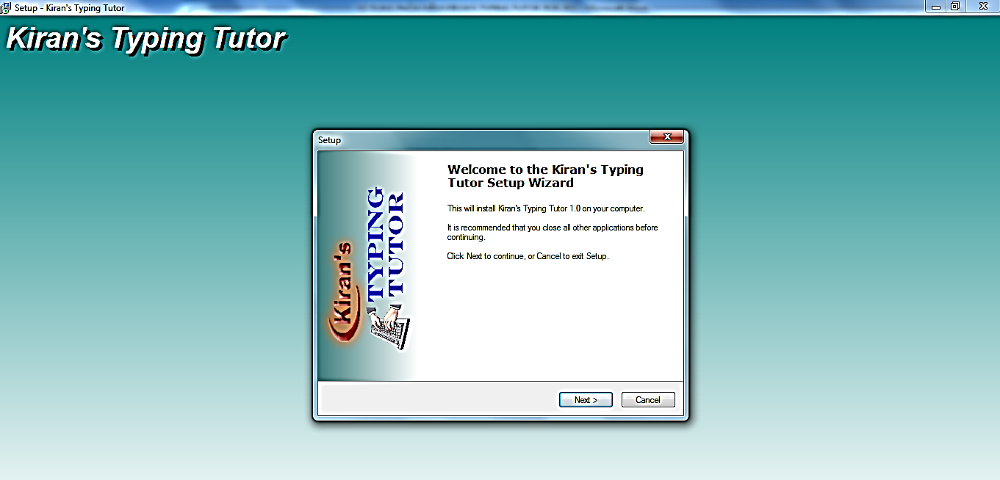 Setup - Kiran's Typing Tutor
Kiran's Typing Tutor
Setup
Kiran's
TYPING
TUTOR
Welcome to the Kiran's Typing
Tutor Setup Wizard
This will install Kiran's Typing Tutor 1.0 on your computer.
It is recommended that you close all other applications before
continuing.
Click Next to continue, or Cancel to exit Setup.
Next >
Cancel